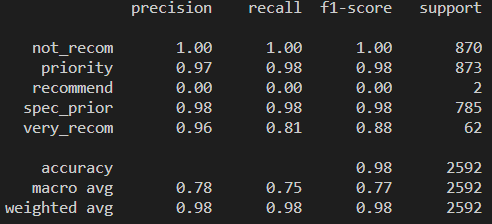 precision recall f1-score support
not_recom 1.00 1.00 1.00 870
priority 0.97 0.98 0.98 873
recommend 0.00 0.00 0.00 2
spec_prior 0.98 0.98 0.98 785
very_recom 0.96 0.81 0.88 62
accuracy 0.98 2592
macro avg 0.78 0.75 0.77 2592
weighted avg 0.98 0.98 0.98 2592